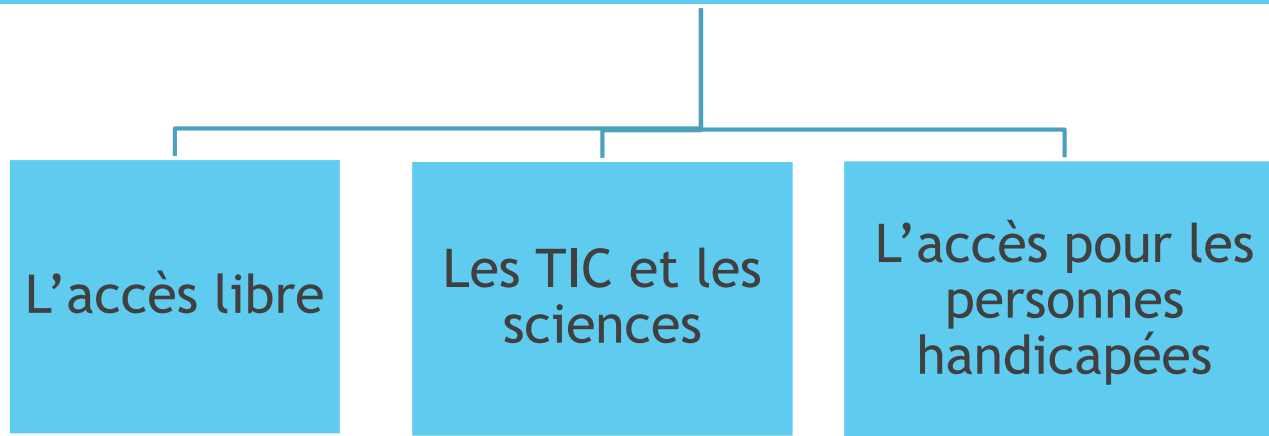 L’accès libre
Les TIC et les
sciences
L’accès pour les
personnes
handicapées